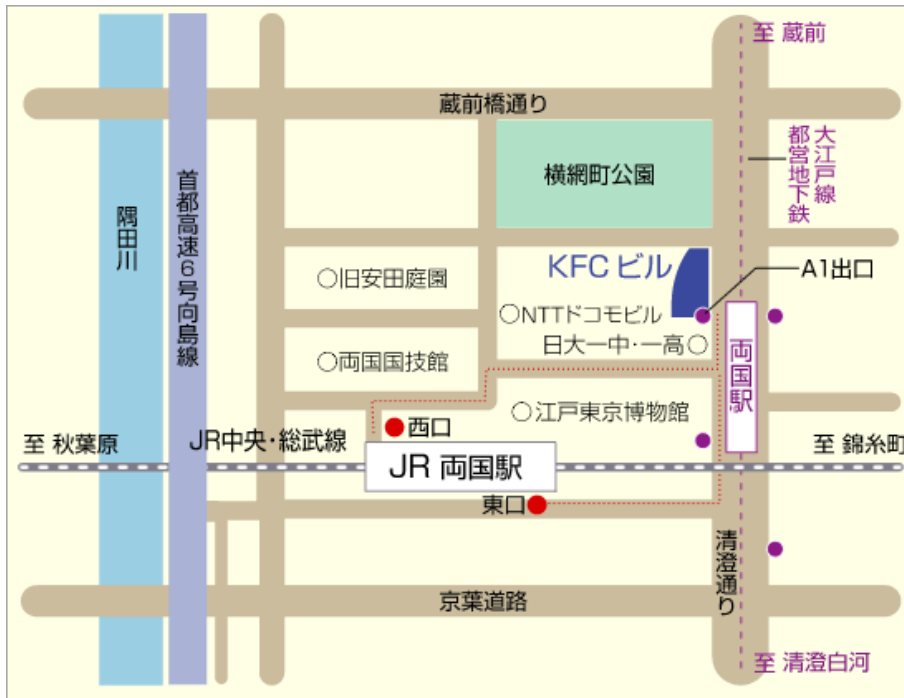 至 蔵前
蔵前橋通り
大江戸線
都営地下鉄
横網町公園
首都高速6号向島線
隅田川
KFC ビル
A1出口
○旧安田庭園
○NTTドコモビル
日大一中・一高○
○両国国技館
両国駅
○江戸東京博物館
西口
至 秋葉原
JR中央・総武線
JR 両国駅
至 錦糸町
東口
清澄通り
京葉道路
至 清澄白河